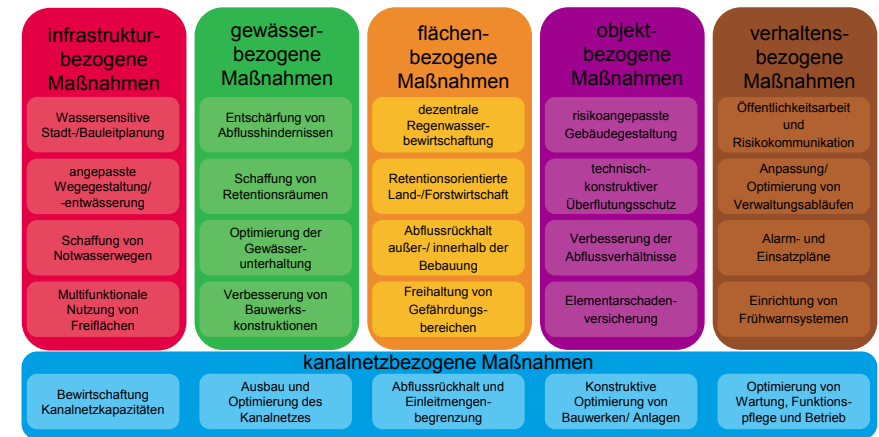 infrastruktur-
bezogene
Maßnahmen
Wassersensitive
Stadt-/Bauleitplanung
angepasste
Wegegestaltung/
-entwässerung
Schaffung von
Notwasserwegen
Multifunktionale
Nutzung von
Freiflächen
gewässer-
bezogene
Maßnahmen
Entschärfung von
Abflusshindernissen
Schaffung von
Retentionsräumen
Optimierung der
Gewässer-
unterhaltung
Verbesserung von
Bauwerks-
konstruktionen
flächen-
bezogene
Maßnahmen
dezentrale
Regenwasser-
bewirtschaftung
Retentionsorientierte
Land-/Forstwirtschaft
Abflussrückhalt
außer-/ innerhalb der
Bebauung
Freihaltung von
Gefährdungs-
bereichen
objekt-
bezogene
Maßnahmen
risikoangepasste
Gebäudegestaltung
technisch-
konstruktiver
Überflutungsschutz
Verbesserung der
Abflussverhältnisse
Elementarschaden-
versicherung
verhaltens-
bezogene
Maßnahmen
Öffentlichkeitsarbeit
und
Risikokommunikation
Anpassung/
Optimierung von
Verwaltungsabläufen
Alarm- und
Einsatzpläne
Einrichtung von
Frühwarnsystemen
kanalnetzbezogene Maßnahmen
Bewirtschaftung
Kanalnetzkapazitäten
Ausbau und
Optimierung des
Kanalnetzes
Abflussrückhalt und
Einleitmengen-
begrenzung
Konstruktive
Optimierung von
Bauwerken/ Anlagen
Optimierung von
Wartung, Funktions-
pflege und Betrieb